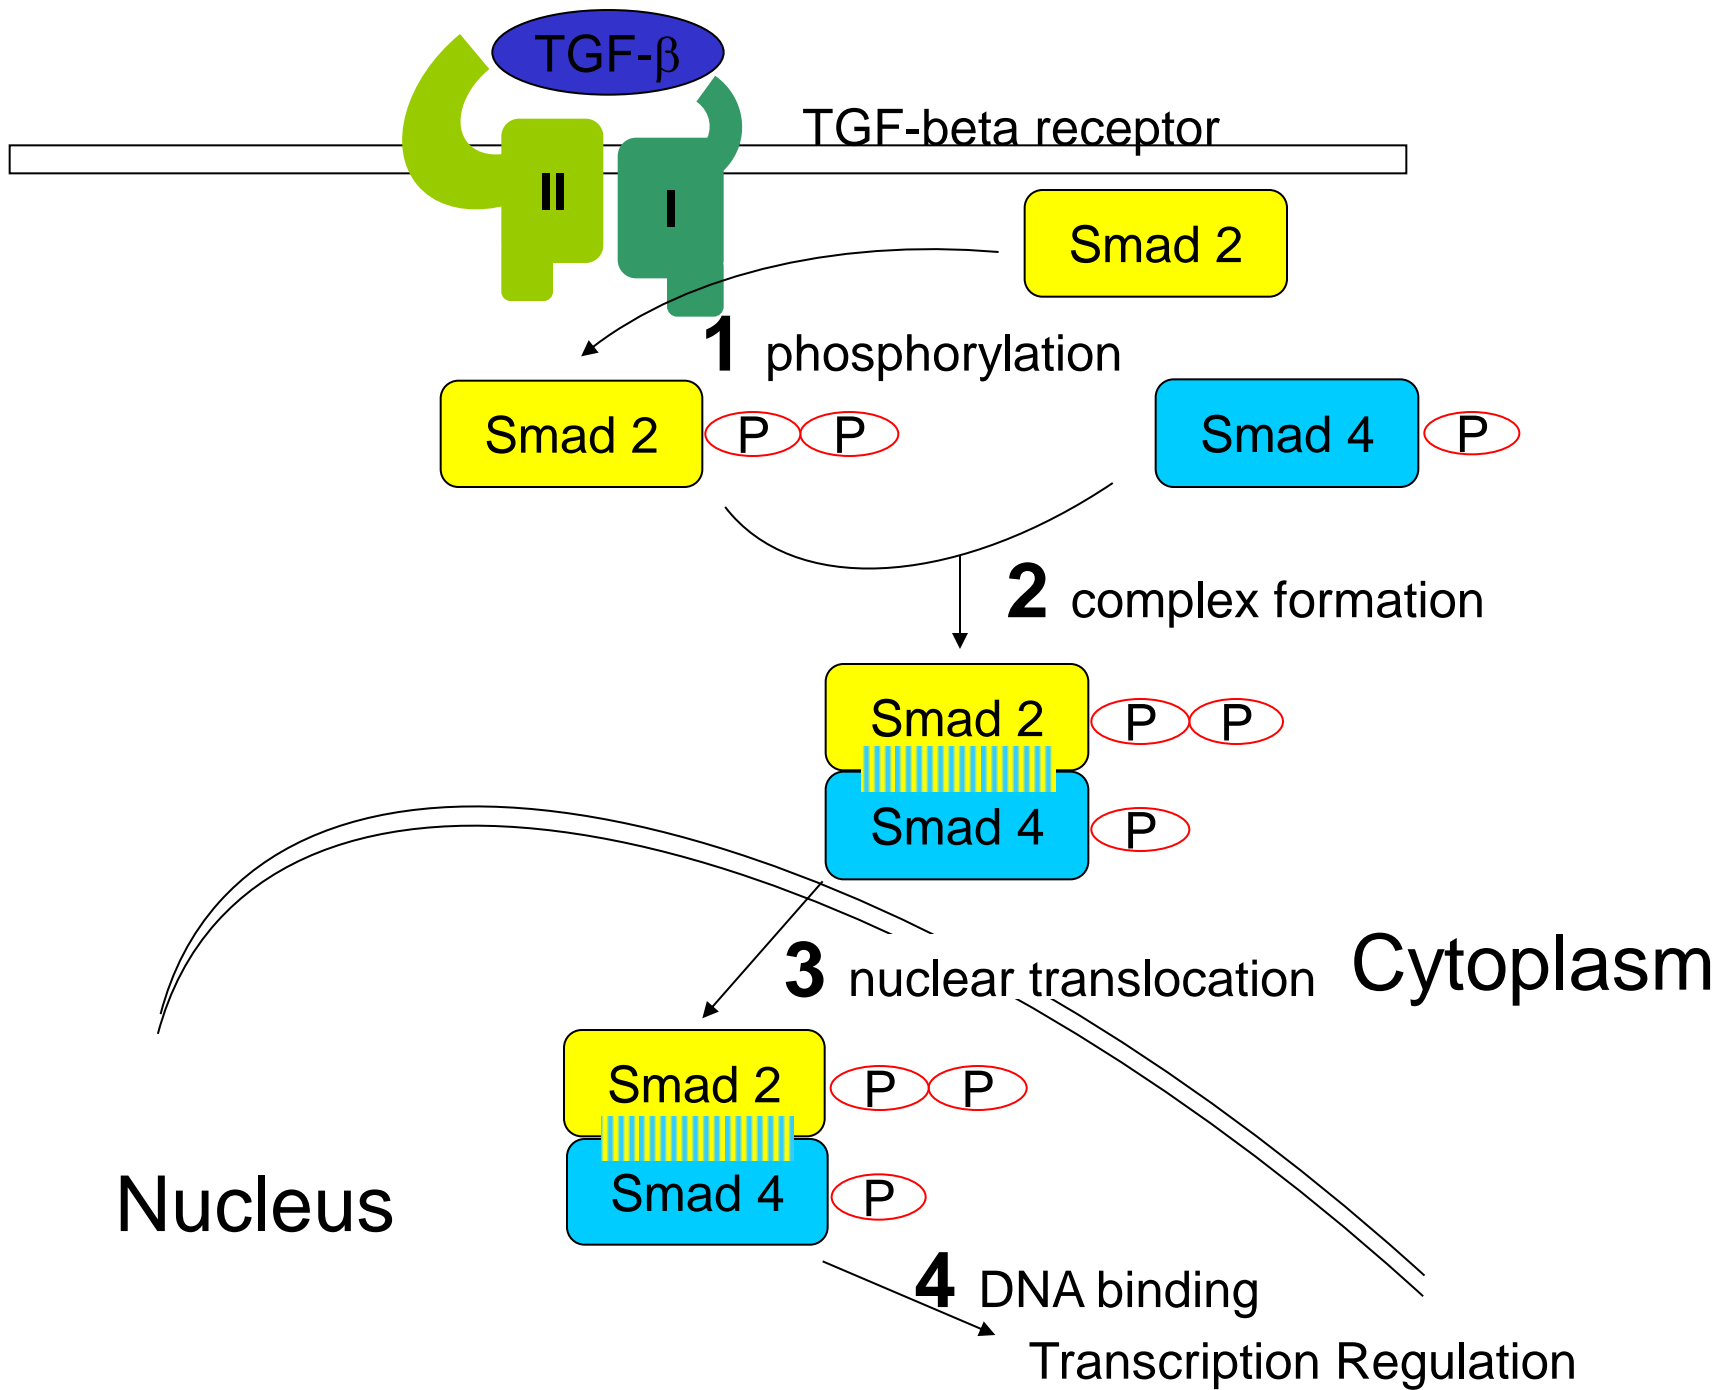 TGF-β
TGF-beta receptor
II
I
Smad 2
1 phosphorylation
Smad 2 P P
Smad 4 P
2 complex formation
Smad 2 P P
Smad 4 P
3 nuclear translocation
Cytoplasm
Smad 2 P P
Smad 4 P
Nucleus
4 DNA binding
Transcription Regulation